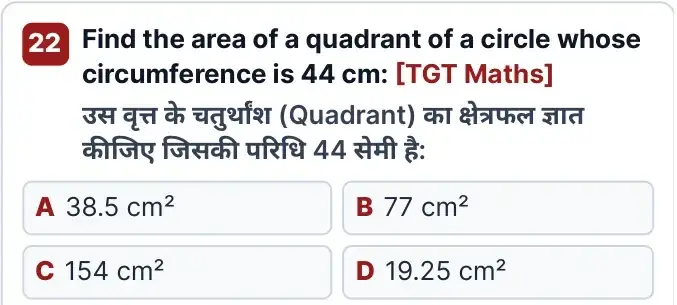 22 Find the area of a quadrant of a circle whose
circumference is 44 cm: [TGT Maths]
उस वृत्त के चतुर्थांश (Quadrant) का क्षेत्रफल ज्ञात
कीजिए जिसकी परिधि 44 सेमी है:
A 38.5 cm² B 77 cm²
C 154 cm² D 19.25 cm²